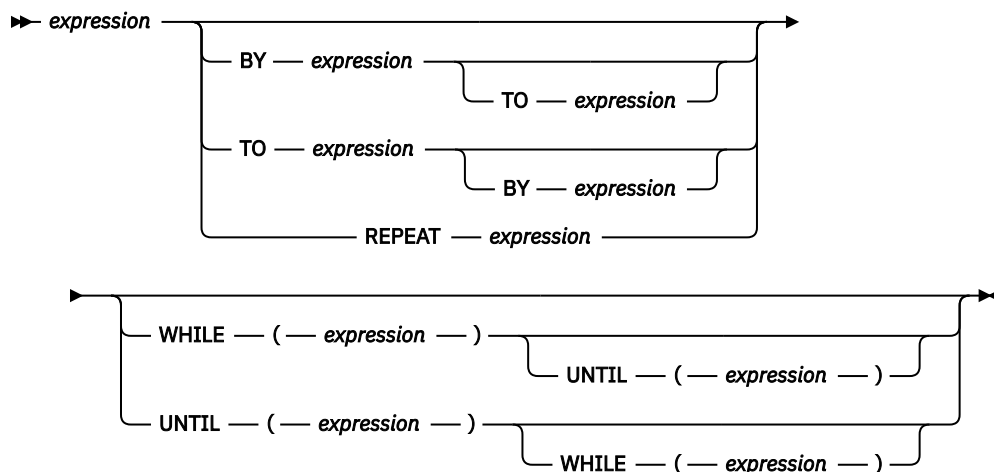 expression
BY expression
TO expression
TO expression
BY expression
REPEAT expression
WHILE ( expression )
UNTIL ( expression )
UNTIL ( expression )
WHILE ( expression )